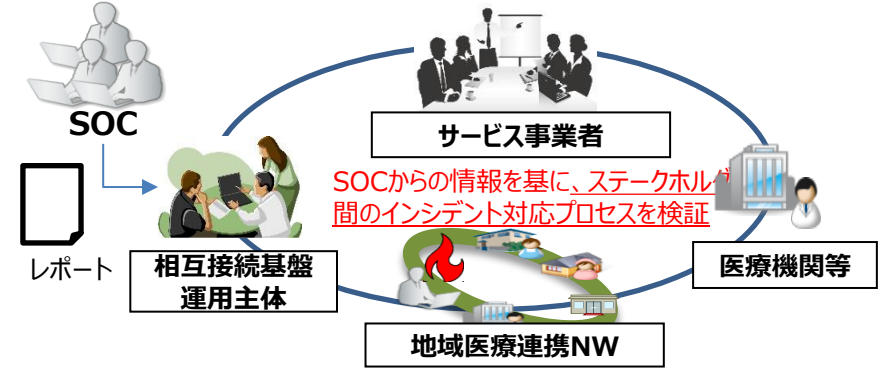 SOC
サービス事業者
SOCからの情報を基に、ステークホルダ
間のインシデント対応プロセスを検証
レポート
相互接続基盤
運用主体
医療機関等
地域医療連携NW